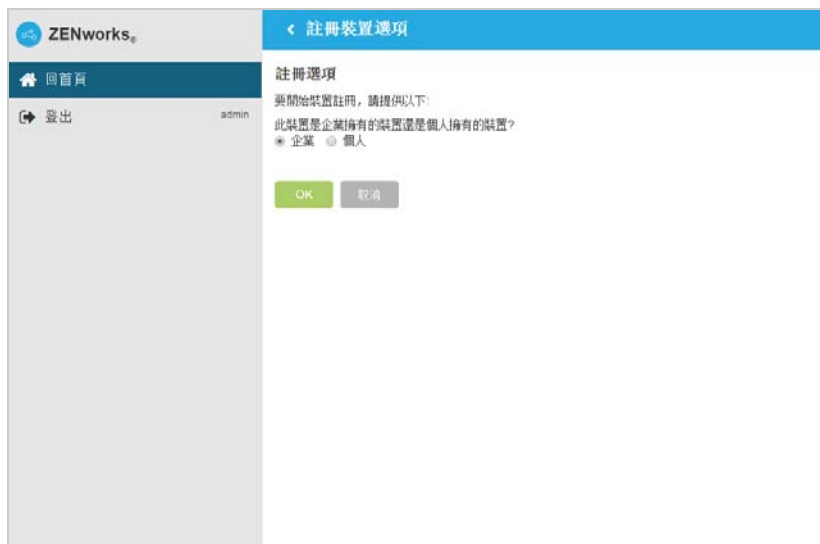 ZENworks®
回首頁
登出 admin
< 註冊裝置選項
註冊選項
要開始裝置註冊，請提供以下:
此裝置是企業擁有的裝置還是個人擁有的裝置?
企業 個人
OK 取消